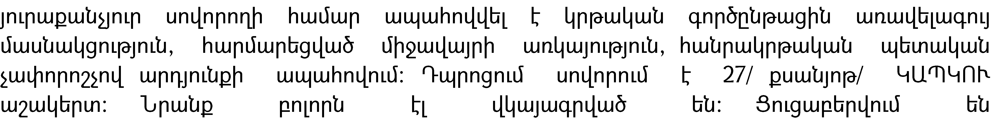 յուրաքանչյուր սովորողի համար ապահովվել է կրթական գործընթացին առավելագույ
մասնակցություն, հարմարեցված միջավայրի առկայություն, հանրակրթական պետական
չափորոշչով արդյունքի ապահովում: Դպրոցում սովորում է 27/ քսանյոթ/ ԿԱՊԿՈՒ
աշակերտ: Նրանք բոլորն էլ վկայագրված են: Ցուցաբերվում են